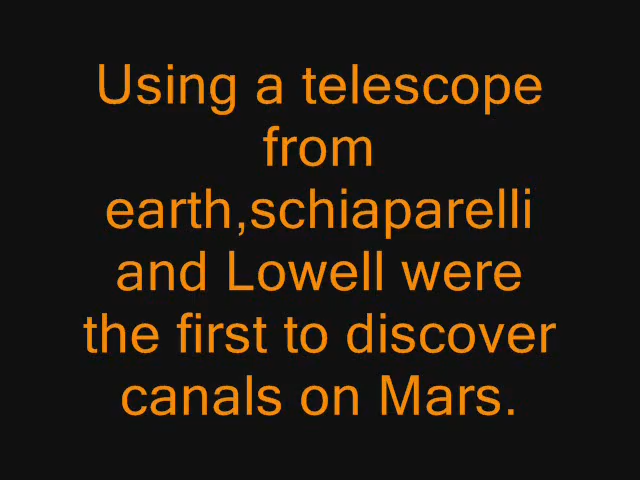 Using a telescope
from
earth,schiaparelli
and Lowell were
the first to discover
canals on Mars.